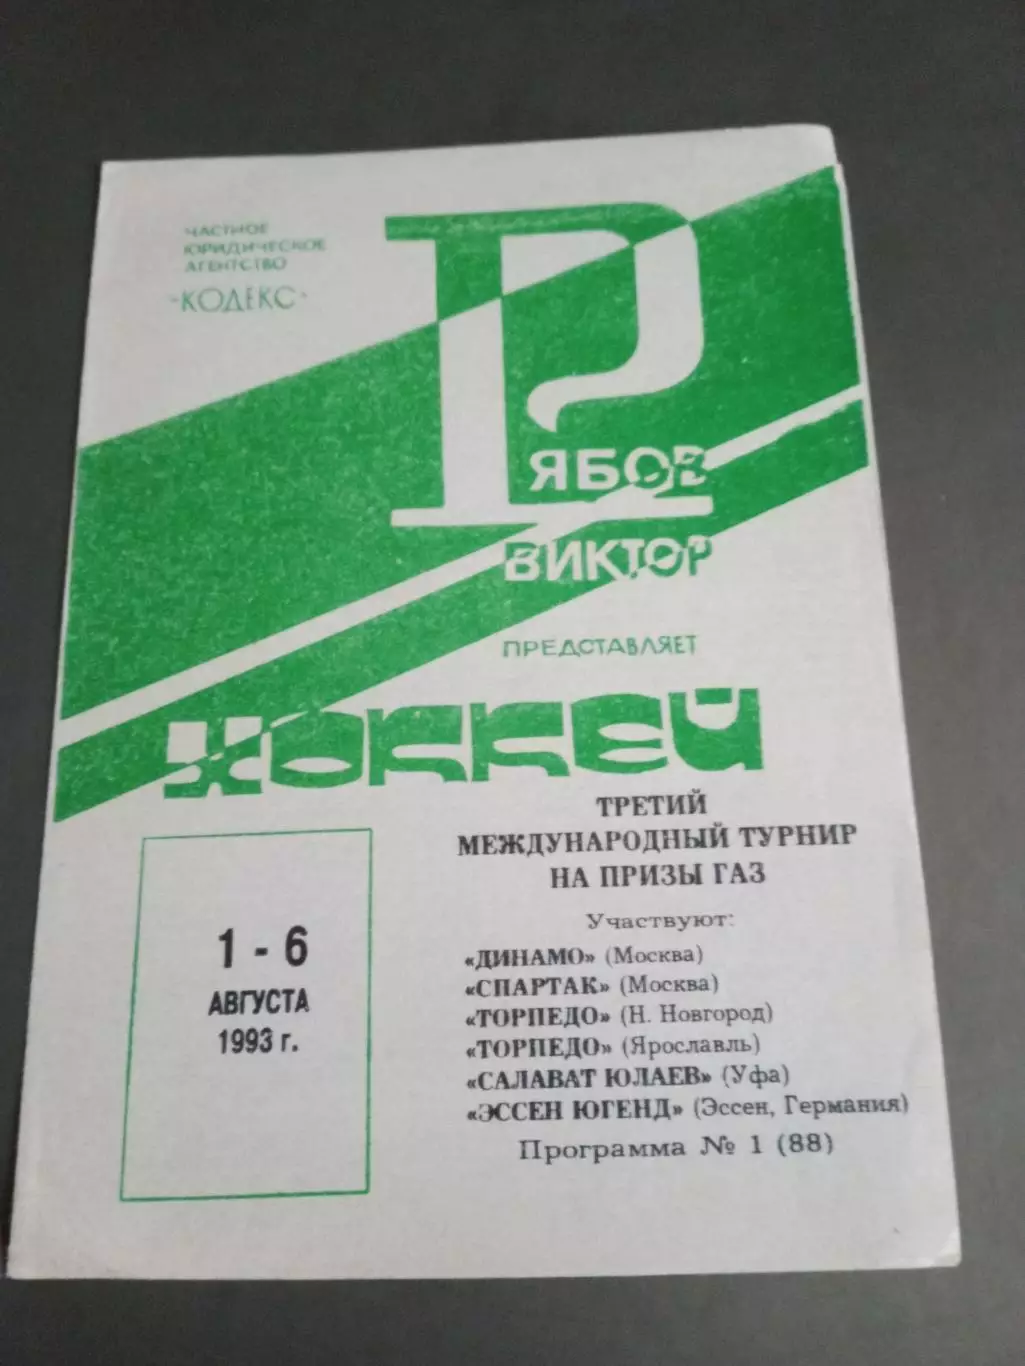 ЧАСТНОЕ
ЮРИДИЧЕСКОЕ
АГЕНТСТВО
«КОДЕКС»
РЯБОВ
ВИКТОР
ПРЕДСТАВЛЯЕТ
ХОККЕЙ
ТРЕТИЙ
МЕЖДУНАРОДНЫЙ ТУРНИР
НА ПРИЗЫ ГАЗ
Участвуют:
«ДИНАМО» (Москва)
«СПАРТАК» (Москва)
«ТОРПЕДО» (Н. Новгород)
«ТОРПЕДО» (Ярославль)
«САЛАВАТ ЮЛАЕВ» (Уфа)
«ЭССЕН ЮГЕНД» (Эссен, Германия)
Программа № 1 (88)
1 - 6
АВГУСТА
1993 г.